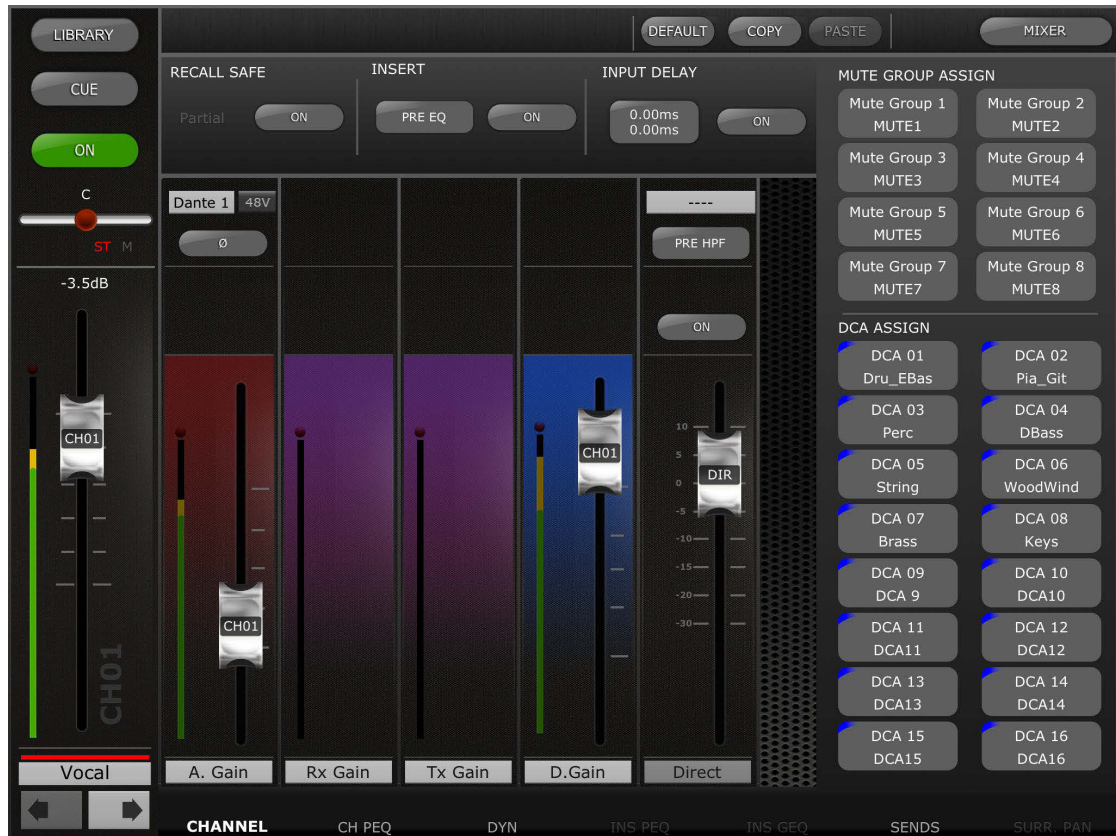 LIBRARY
DEFAULT
COPY
PASTE
MIXER
CUE
ON
C
ST M
-3.5dB
CH01
CH01
Vocal
RECALL SAFE
Partial
ON
INSERT
PRE EQ
ON
INPUT DELAY
0.00ms
0.00ms
ON
Dante 1
48V
Ø
CH01
A. Gain
Rx Gain
Tx Gain
CH01
D.Gain
----
PRE HPF
ON
10
5
0
-5
-10
-15
-20
-30
DIR
Direct
MUTE GROUP ASSIGN
Mute Group 1
MUTE1
Mute Group 2
MUTE2
Mute Group 3
MUTE3
Mute Group 4
MUTE4
Mute Group 5
MUTE5
Mute Group 6
MUTE6
Mute Group 7
MUTE7
Mute Group 8
MUTE8
DCA ASSIGN
DCA 01
Dru_EBas
DCA 02
Pia_Git
DCA 03
Perc
DCA 04
DBass
DCA 05
String
DCA 06
WoodWind
DCA 07
Brass
DCA 08
Keys
DCA 09
DCA 9
DCA 10
DCA10
DCA 11
DCA11
DCA 12
DCA12
DCA 13
DCA13
DCA 14
DCA14
DCA 15
DCA15
DCA 16
DCA16
CHANNEL
CH PEQ
DYN
INS PEQ
INS GEQ
SENDS
SURR. PAN